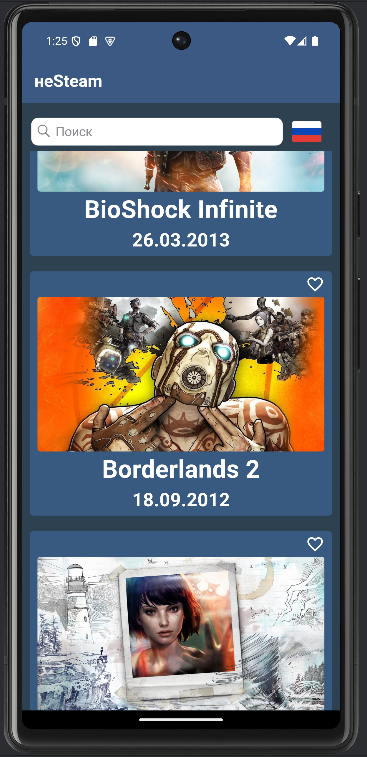 1:25
неSteam
Поиск
BioShock Infinite
26.03.2013
Borderlands 2
18.09.2012